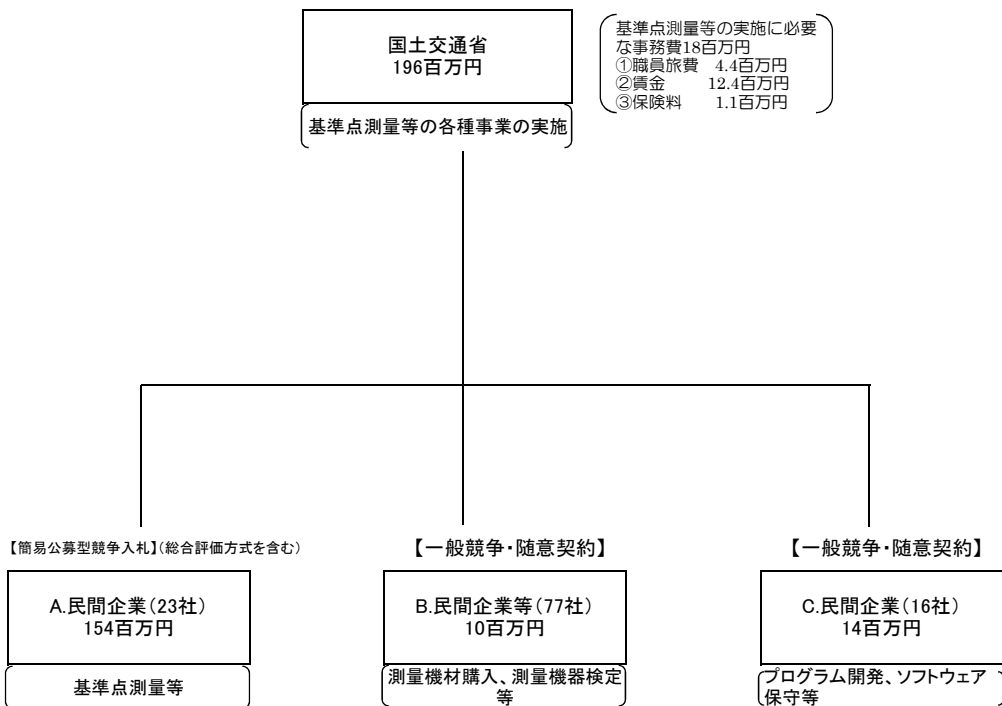 国土交通省
196百万円
基準点測量等の各種事業の実施
基準点測量等の実施に必要
な事務費18百万円
①職員旅費　4.4百万円
②賃金　　　12.4百万円
③保険料　　1.1百万円
【簡易公募型競争入札】(総合評価方式を含む)
A.民間企業(23社)
154百万円
基準点測量等
【一般競争・随意契約】
B.民間企業等(77社)
10百万円
測量機材購入、測量機器検定
等
【一般競争・随意契約】
C.民間企業(16社)
14百万円
プログラム開発、ソフトウェア
保守等